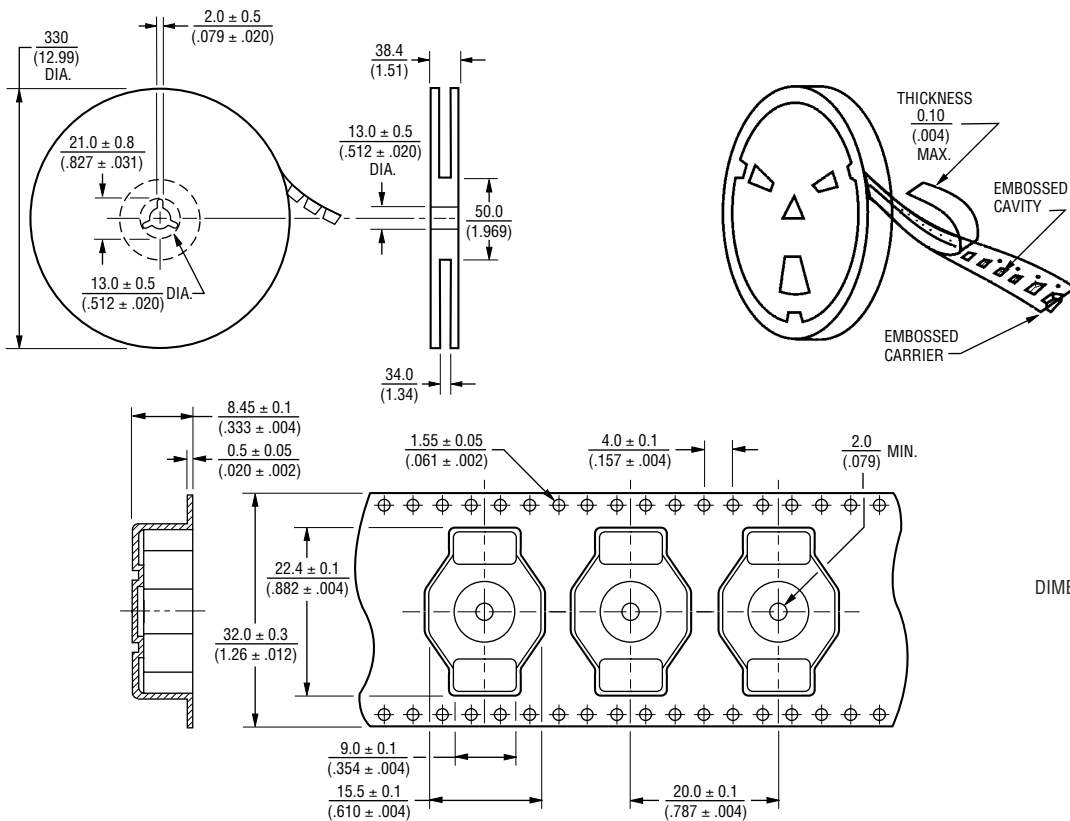 2.0 ± 0.5
(.079 ± .020)
330
(12.99)
DIA.
38.4
(1.51)
21.0 ± 0.8
(.827 ± .031)
13.0 ± 0.5
(.512 ± .020)
DIA.
THICKNESS
0.10
(.004)
MAX.
EMBOSSED
CAVITY
50.0
(1.969)
13.0 ± 0.5
(.512 ± .020)
DIA.
EMBOSSED
CARRIER
34.0
(1.34)
8.45 ± 0.1
(.333 ± .004)
0.5 ± 0.05
(.020 ± .002)
1.55 ± 0.05
(.061 ± .002)
4.0 ± 0.1
(.157 ± .004)
2.0
(.079)
MIN.
22.4 ± 0.1
(.882 ± .004)
DIME
32.0 ± 0.3
(1.26 ± .012)
9.0 ± 0.1
(.354 ± .004)
15.5 ± 0.1
(.610 ± .004)
20.0 ± 0.1
(.787 ± .004)